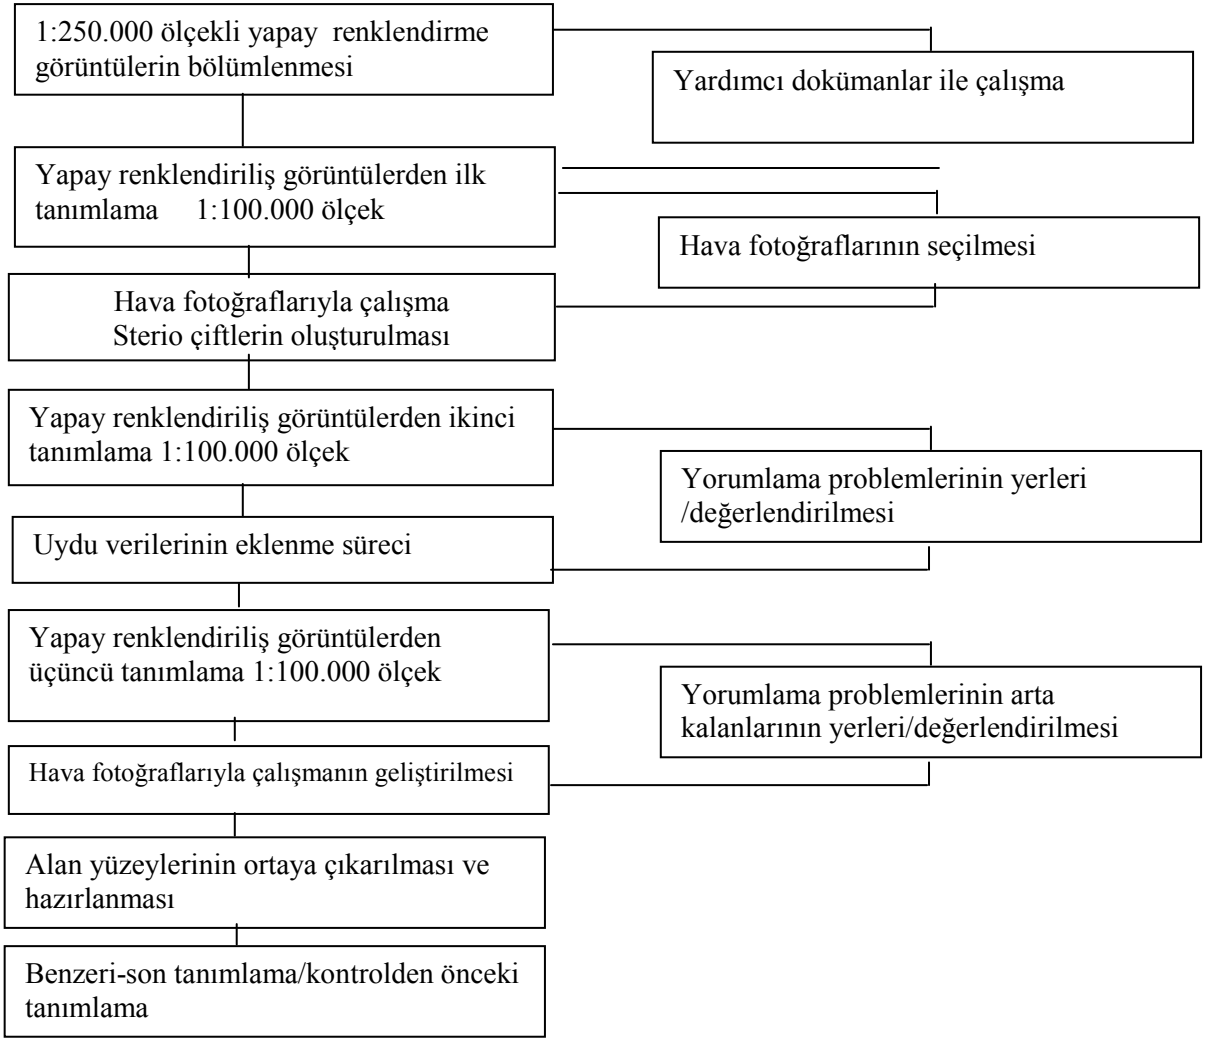 1:250.000 ölçekli yapay renklendirme
görüntülerin bölümlenmesi
Yardımcı dokümanlar ile çalışma
Yapay renklendiriliş görüntülerden ilk
tanımlama 1:100.000 ölçek
Hava fotoğraflarının seçilmesi
Hava fotoğraflarıyla çalışma
Sterio çiftlerin oluşturulması
Yapay renklendiriliş görüntülerden ikinci
tanımlama 1:100.000 ölçek
Yorumlama problemlerinin yerleri
/değerlendirilmesi
Uydu verilerinin eklenme süreci
Yapay renklendiriliş görüntülerden
üçüncü tanımlama 1:100.000 ölçek
Yorumlama problemlerinin arta
kalanlarının yerleri/değerlendirilmesi
Hava fotoğraflarıyla çalışmanın geliştirilmesi
Alan yüzeylerinin ortaya çıkarılması ve
hazırlanması
Benzeri-son tanımlama/kontrolden önceki
tanımlama